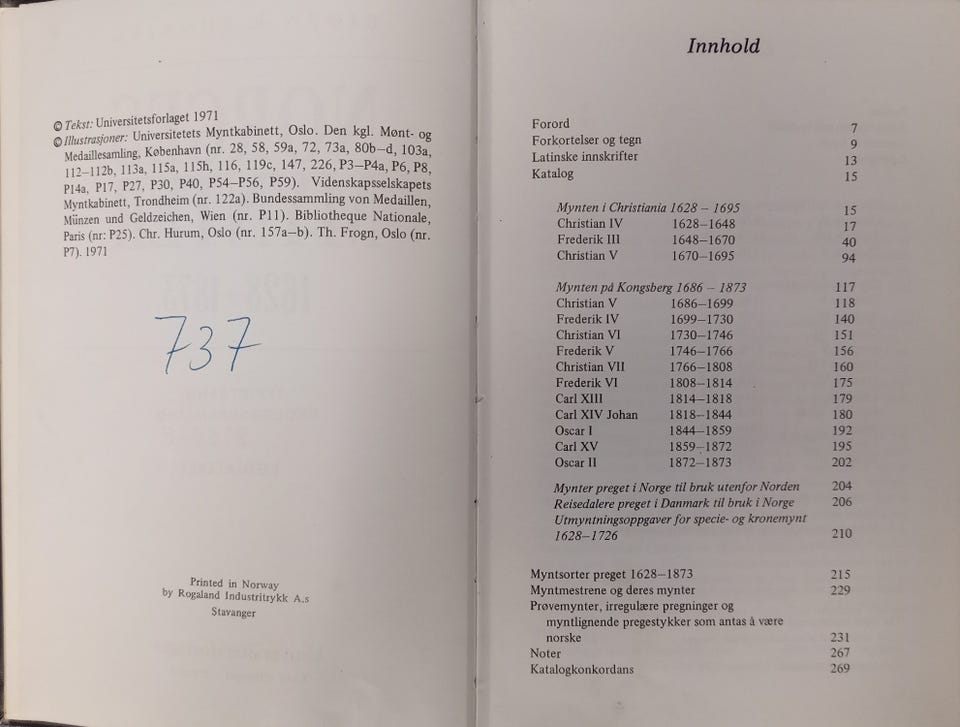 © Tekst: Universitetsforlaget 1971
© Illustrasjoner: Universitetets Myntkabinett, Oslo. Den kgl. Mønt- og
Medaillesamling, København (nr. 28, 58, 59a, 72, 73a, 80b–d, 103a,
112–112b, 113a, 115a, 115h, 116, 119c, 147, 226, P3–P4a, P6, P8,
P14a, P17, P27, P30, P40, P54–P56, P59). Videnskapsselskapets
Myntkabinett, Trondheim (nr. 122a). Bundessammlung von Medaillen,
Münzen und Geldzeichen, Wien (nr. P11). Bibliotheque Nationale,
Paris (nr: P25). Chr. Hurum, Oslo (nr. 157a–b). Th. Frogn, Oslo (nr.
P7). 1971
737
Printed in Norway
by Rogaland Industritrykk A.s
Stavanger
Innhold
Forord 7
Forkortelser og tegn 9
Latinske innskrifter 13
Katalog 15
Mynten i Christiania 1628 – 1695 15
Christian IV 1628–1648 17
Frederik III 1648–1670 40
Christian V 1670–1695 94
Mynten på Kongsberg 1686 – 1873 117
Christian V 1686–1699 118
Frederik IV 1699–1730 140
Christian VI 1730–1746 151
Frederik V 1746–1766 156
Christian VII 1766–1808 160
Frederik VI 1808–1814 175
Carl XIII 1814–1818 179
Carl XIV Johan 1818–1844 180
Oscar I 1844–1859 192
Carl XV 1859–1872 195
Oscar II 1872–1873 202
Mynter preget i Norge til bruk utenfor Norden 204
Reisedalere preget i Danmark til bruk i Norge 206
Utmyntningsoppgaver for specie- og kronemynt
1628–1726 210
Myntsorter preget 1628–1873 215
Myntmestrene og deres mynter 229
Prøvemynter, irregulære pregninger og
myntlignende pregestykker som antas å være
norske 231
Noter 267
Katalogkonkordans 269